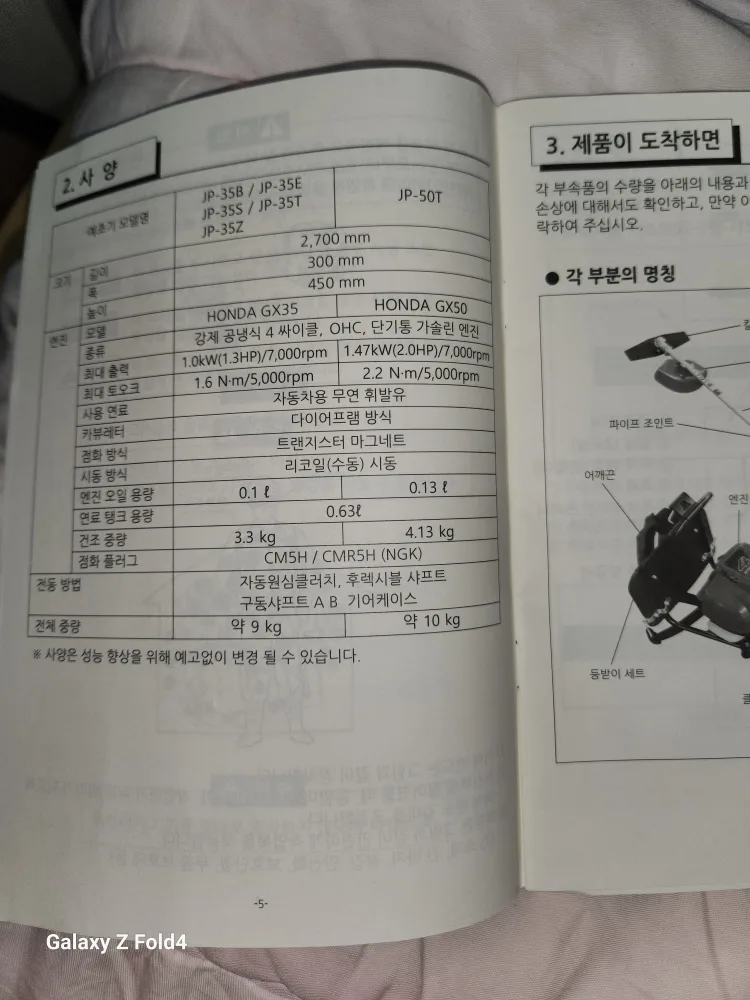 2. 사 양
예초기 모델명
JP-35B / JP-35E
JP-35S / JP-35T
JP-35Z
JP-50T
크기
길이
2,700 mm
폭
300 mm
높이
450 mm
엔진
모델
HONDA GX35
HONDA GX50
종류
강제 공냉식 4 싸이클, OHC, 단기통 가솔린 엔진
최대 출력
1.0kW(1.3HP)/7,000rpm
1.47kW(2.0HP)/7,000rpm
최대 토오크
1.6 N·m/5,000rpm
2.2 N·m/5,000rpm
사용 연료
자동차용 무연 휘발유
카뷰레터
다이어프램 방식
점화 방식
트랜지스터 마그네트
시동 방식
리코일(수동) 시동
엔진 오일 용량
0.1 ℓ
0.13 ℓ
연료 탱크 용량
0.63ℓ
건조 중량
3.3 kg
4.13 kg
점화 플러그
CM5H / CMR5H (NGK)
전동 방법
자동원심클러치, 후렉시블 샤프트
구동샤프트 A B 기어케이스
전체 중량
약 9 kg
약 10 kg
※ 사양은 성능 향상을 위해 예고없이 변경 될 수 있습니다.
-5-
3. 제품이 도착하면
각 부속품의 수량을 아래의 내용과
손상에 대해서도 확인하고, 만약 이
락하여 주십시오.
● 각 부분의 명칭
파이프 조인트
어깨끈
엔진
등받이 세트
Galaxy Z Fold4